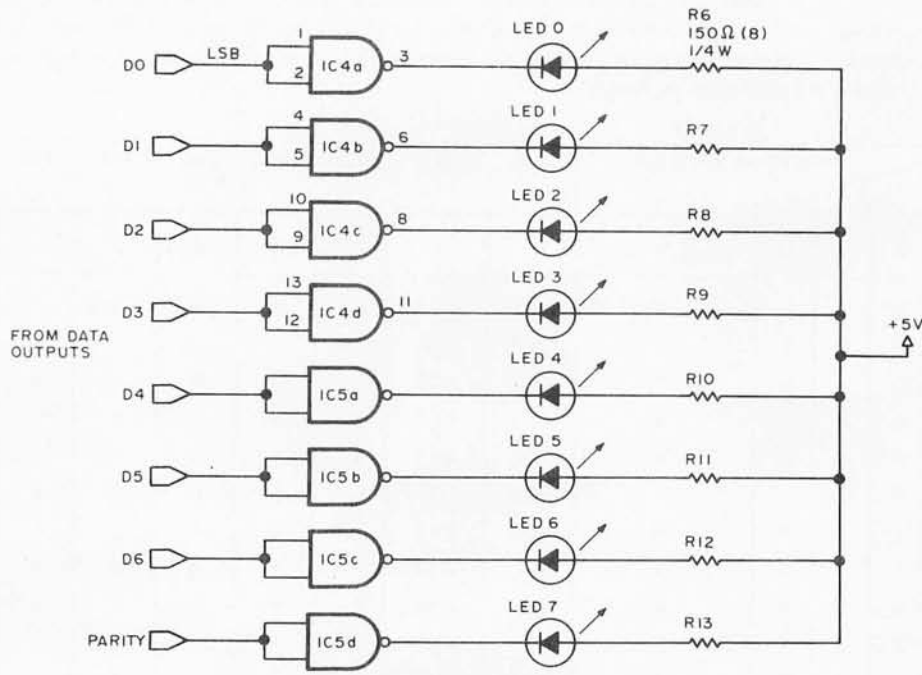 R6
150Ω (8)
1/4 W
LED 0
D0 LSB 1 2 IC4a 3
LED 1
D1 4 5 IC4b 6 R7
LED 2
D2 10 9 IC4c 8 R8
LED 3
D3 13 12 IC4d 11 R9
FROM DATA
OUTPUTS
+5V
LED 4
D4 IC5a R10
LED 5
D5 IC5b R11
LED 6
D6 IC5c R12
LED 7
PARITY IC5d R13